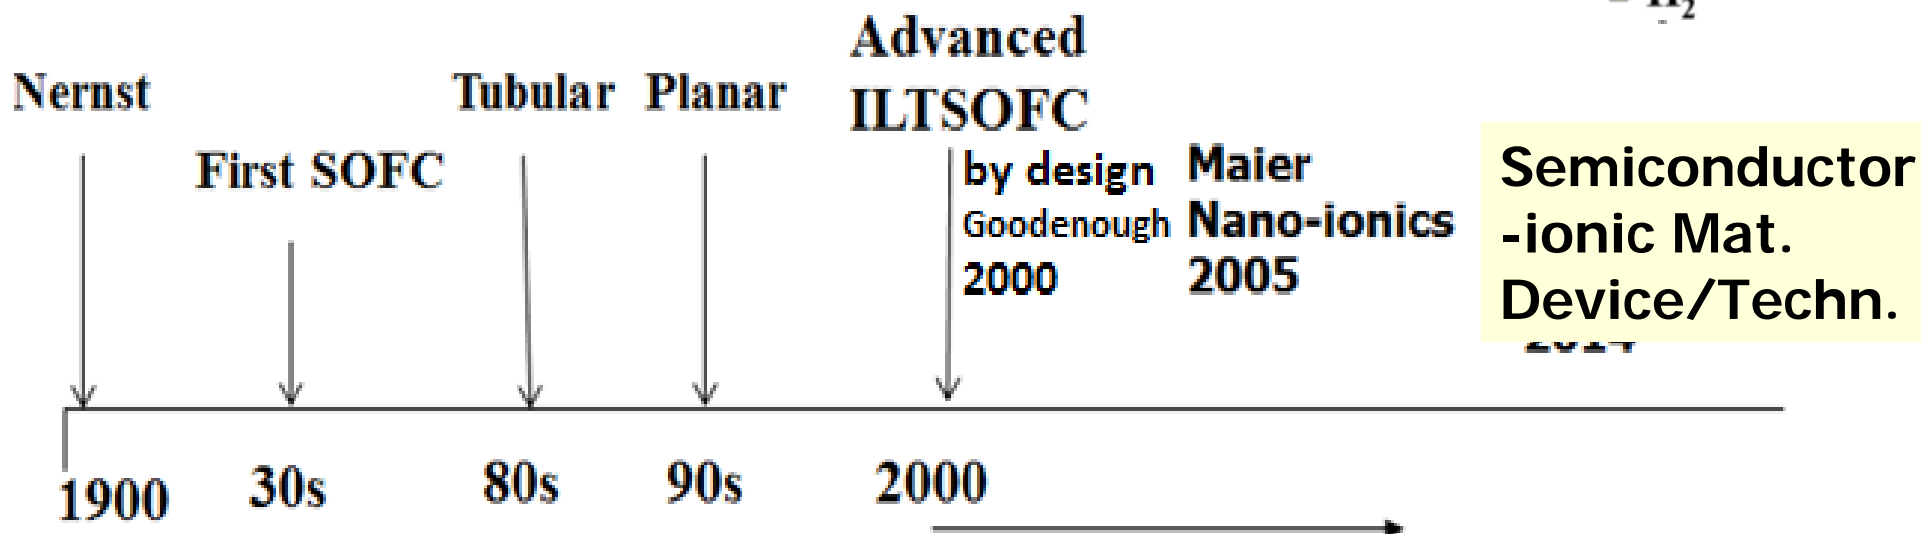 H2
Nernst
First SOFC
Tubular
Planar
Advanced
ILTSOFC
by design
Goodenough
2000
Maier
Nano-ionics
2005
Semiconductor
-ionic Mat.
Device/Techn.
1900
30s
80s
90s
2000